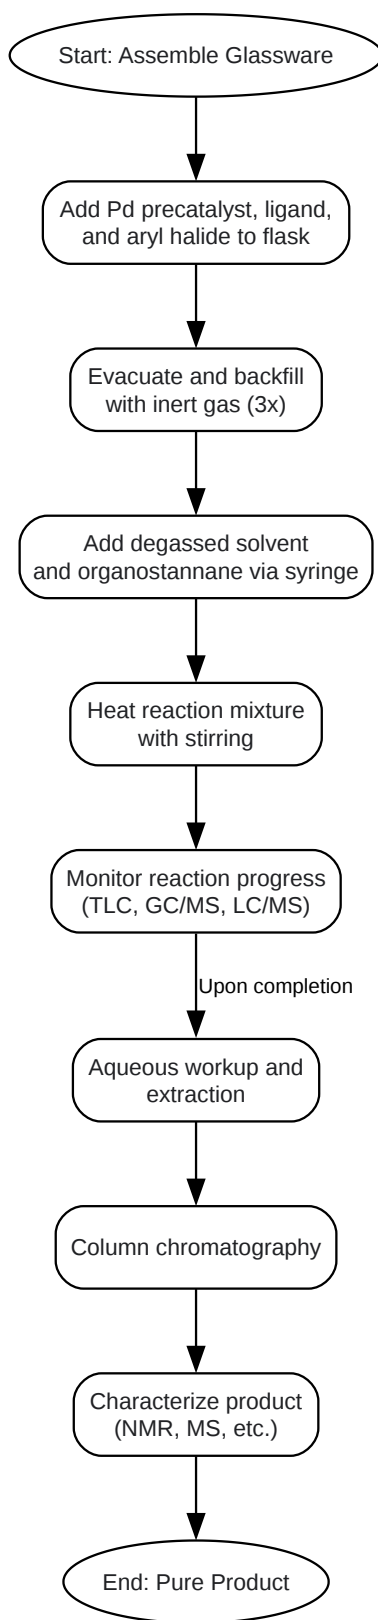 Start: Assemble Glassware
Add Pd precatalyst, ligand,
and aryl halide to flask
Evacuate and backfill
with inert gas (3x)
Add degassed solvent
and organostannane via syringe
Heat reaction mixture
with stirring
Monitor reaction progress
(TLC, GC/MS, LC/MS)
Upon completion
Aqueous workup and
extraction
Column chromatography
Characterize product
(NMR, MS, etc.)
End: Pure Product